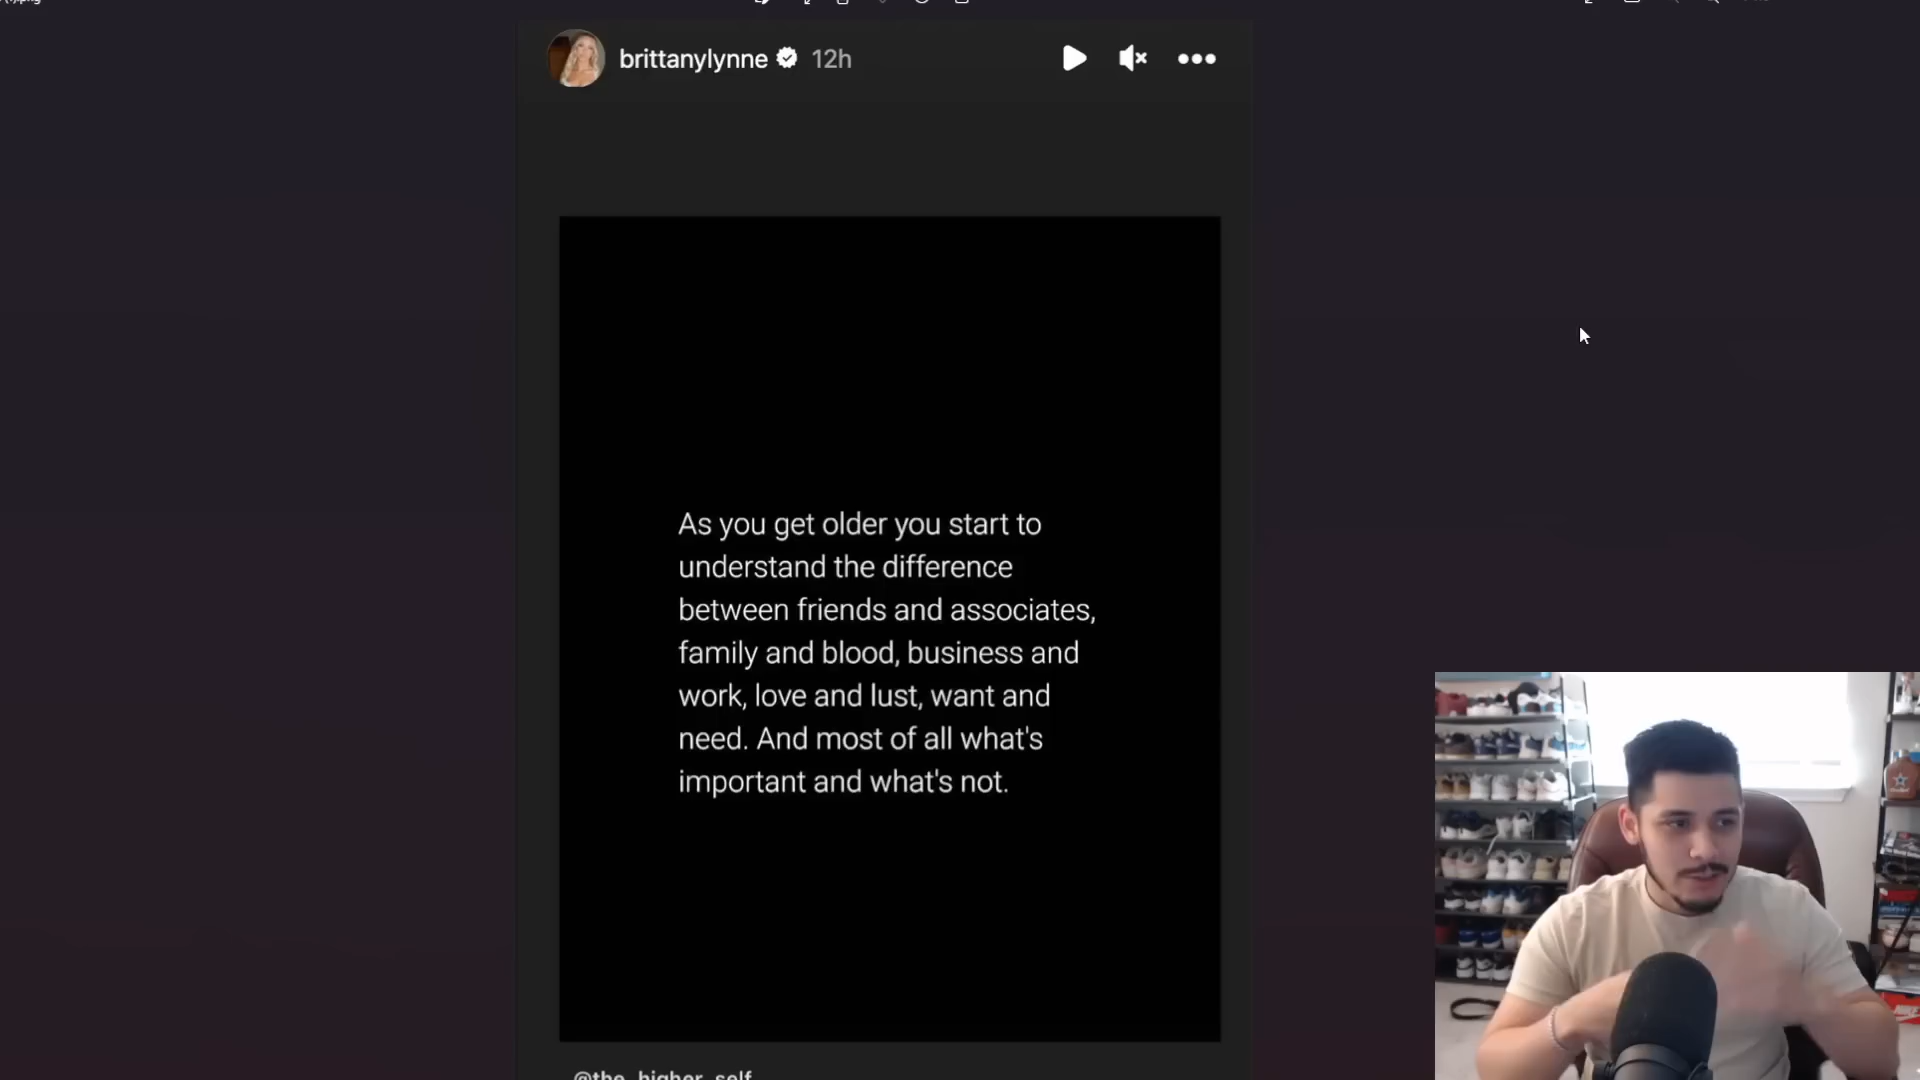 brittanylynne 12h
As you get older you start to
understand the difference
between friends and associates,
family and blood, business and
work, love and lust, want and
need. And most of all what's
important and what's not.
@the_higher_self